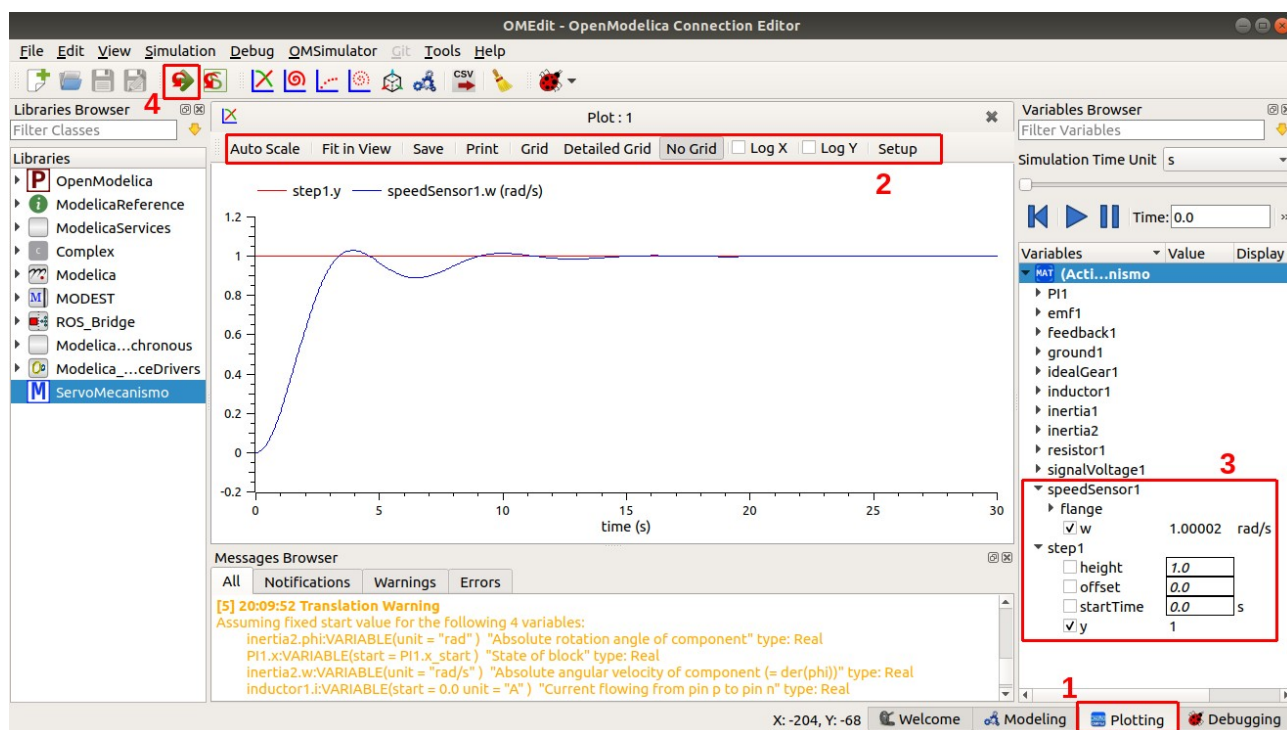 OMEdit - OpenModelica Connection Editor
File Edit View Simulation Debug OMSimulator Git Tools Help
CSV
4
Libraries Browser
Filter Classes
Libraries
P OpenModelica
i ModelicaReference
ModelicaServices
C Complex
m Modelica
M MODEST
ROS_Bridge
Modelica...chronous
Modelica_...ceDrivers
M ServoMecanismo
Plot : 1
Auto Scale Fit in View Save Print Grid Detailed Grid No Grid Log X Log Y Setup
2
step1.y speedSensor1.w (rad/s)
1.2
1
0.8
0.6
0.4
0.2
0
-0.2
0 5 10 15 20 25 30
time (s)
Messages Browser
All Notifications Warnings Errors
[5] 20:09:52 Translation Warning
Assuming fixed start value for the following 4 variables:
inertia2.phi:VARIABLE(unit = "rad" ) "Absolute rotation angle of component" type: Real
PI1.x:VARIABLE(start = PI1.x_start ) "State of block" type: Real
inertia2.w:VARIABLE(unit = "rad/s" ) "Absolute angular velocity of component (= der(phi))" type: Real
inductor1.i:VARIABLE(start = 0.0 unit = "A" ) "Current flowing from pin p to pin n" type: Real
Variables Browser
Filter Variables
Simulation Time Unit s
Time: 0.0 »
Variables Value Display
MAT (Acti...nismo
PI1
emf1
feedback1
ground1
idealGear1
inductor1
inertia1
inertia2
resistor1
signalVoltage1
3
speedSensor1
flange
w 1.00002 rad/s
step1
height 1.0
offset 0.0
startTime 0.0 s
y 1
1
X: -204, Y: -68 Welcome Modeling Plotting Debugging